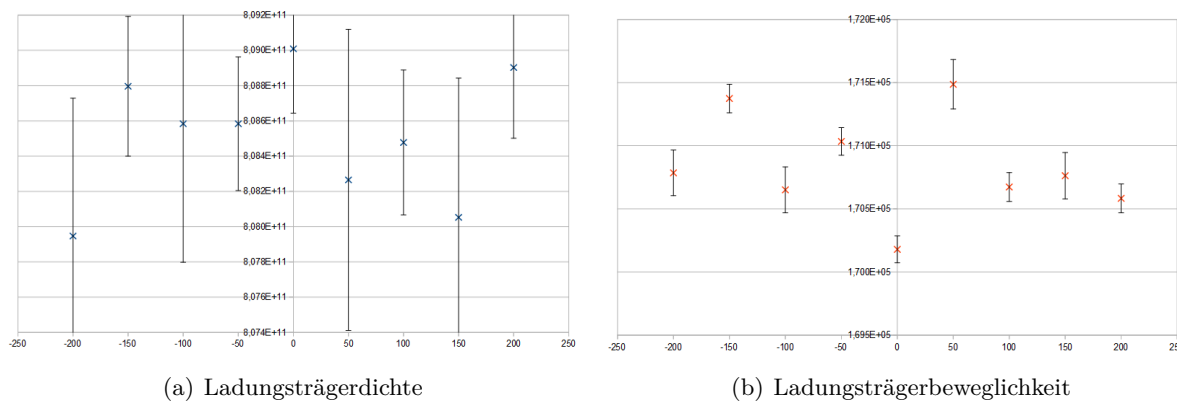 8,092E+11
8,090E+11
8,088E+11
8,086E+11
8,084E+11
8,082E+11
8,080E+11
8,078E+11
8,076E+11
8,074E+11
-250 -200 -150 -100 -50 0 50 100 150 200 250
(a) Ladungsträgerdichte
1,720E+05
1,715E+05
1,710E+05
1,705E+05
1,700E+05
1,695E+05
-250 -200 -150 -100 -50 0 50 100 150 200 250
(b) Ladungsträgerbeweglichkeit